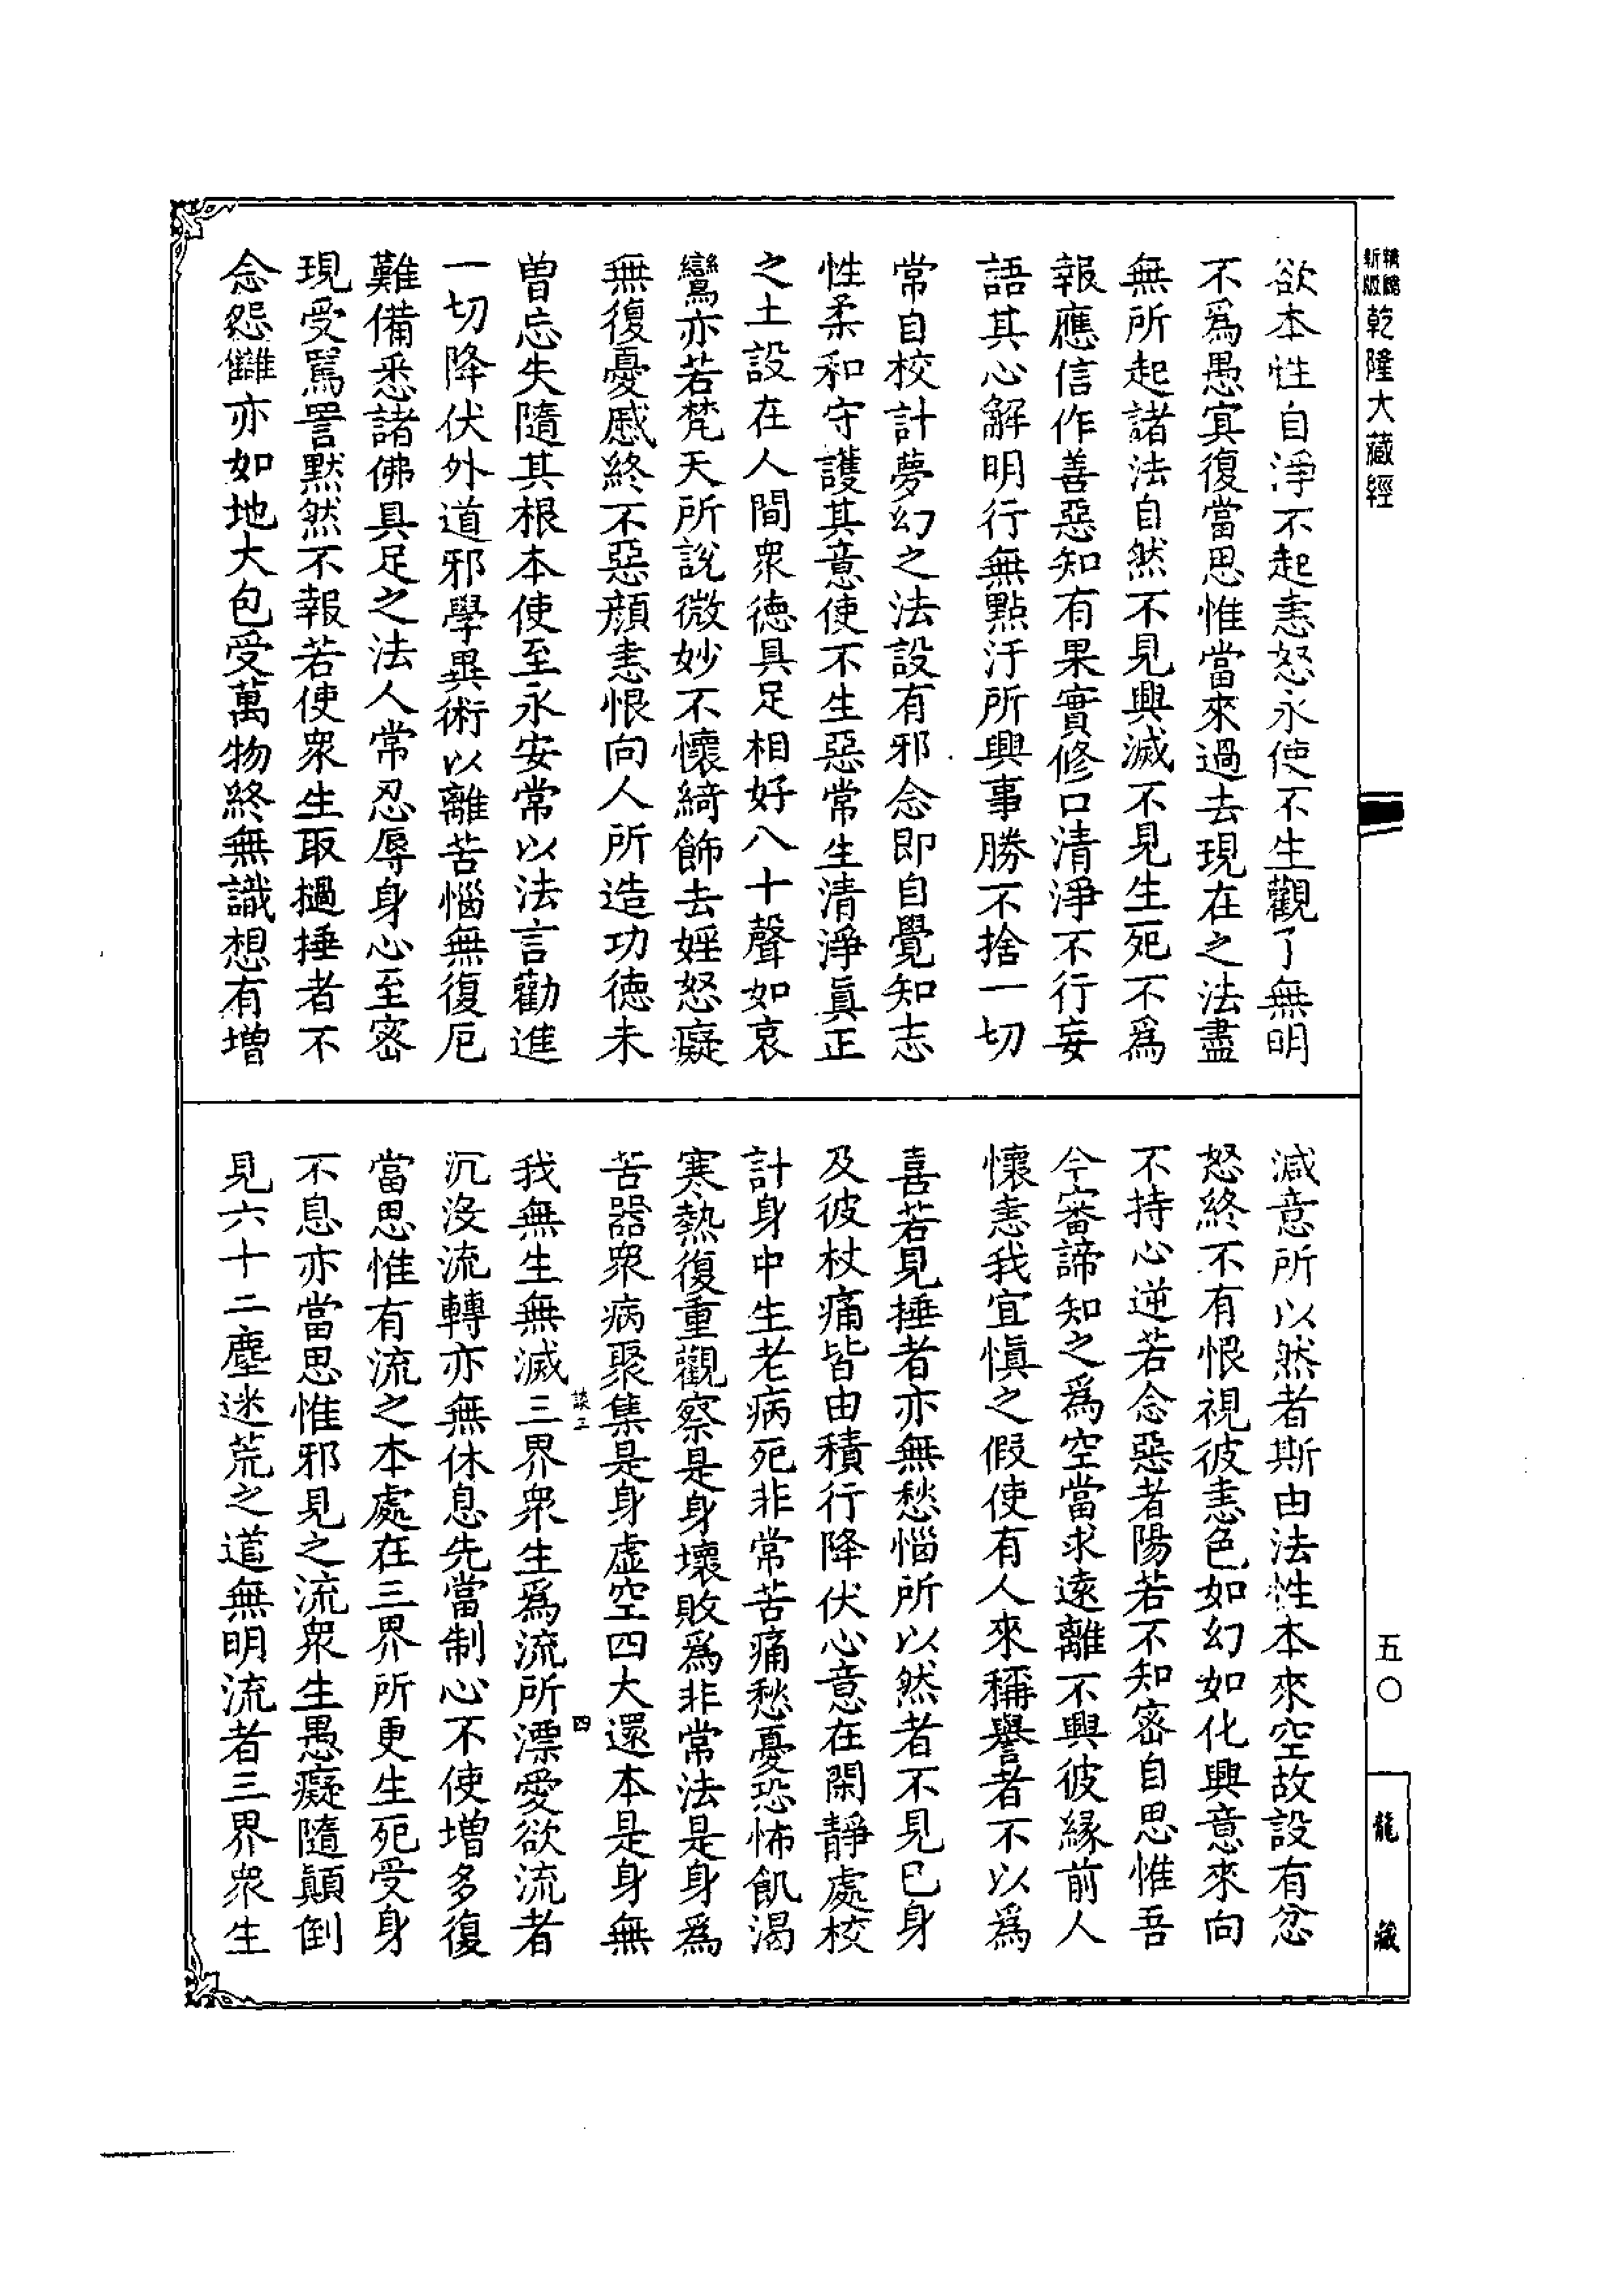 乾隆大藏經
欲本性自淨不起恚怒永使不生觀了無明
不爲愚冥復當思惟當來過去現在之法盡
無所起諸法自然不見興滅不見生死不爲
報應信作善惡知有果實修口清淨不行妄
語其心解明行無點汙所興事勝不捨一切
常自校計夢幻之法設有邪念即自覺知志
性柔和守護其意使不生惡常生清淨眞正
之土設在人間衆德具足相好八十聲如哀
鸞亦若梵天所說微妙不懷綺飾去婬怒癡
無復憂慼終不惡顏恚恨向人所造功德未
曾忘失隨其根本使至永安常以法言勸進
一切降伏外道邪學異術以離苦惱無復厄
難備悉諸佛具足之法人常忍辱身心至密
現受罵詈默然不報若使衆生取撾捶者不
念怨讎亦如地大包受萬物終無識想有增
減意所以然者斯由法性本來空故設有忿
怒終不有恨視彼恚色如幻如化興意來向
不持心逆若念惡者陽若不知密自思惟吾
今審諦知之爲空當求遠離不興彼緣前人
懷恚我宜愼之假使有人來稱譽者不以爲
喜若見捶者亦無愁惱所以然者不見己身
及彼杖痛皆由積行降伏心意在閑靜處校
計身中生老病死非常苦痛愁憂恐怖飢渴
寒熱復重觀察是身壞敗爲非常法是身爲
苦器衆病聚集是身虛空四大還本是身無
我無生無滅三界衆生爲流所漂愛欲流者
沉没流轉亦無休息先當制心不使增多復
當思惟有流之本處在三界所更生死受身
不息亦當思惟邪見之流衆生愚癡隨顛倒
見六十二塵迷荒之道無明流者三界衆生
四
五〇
龍藏